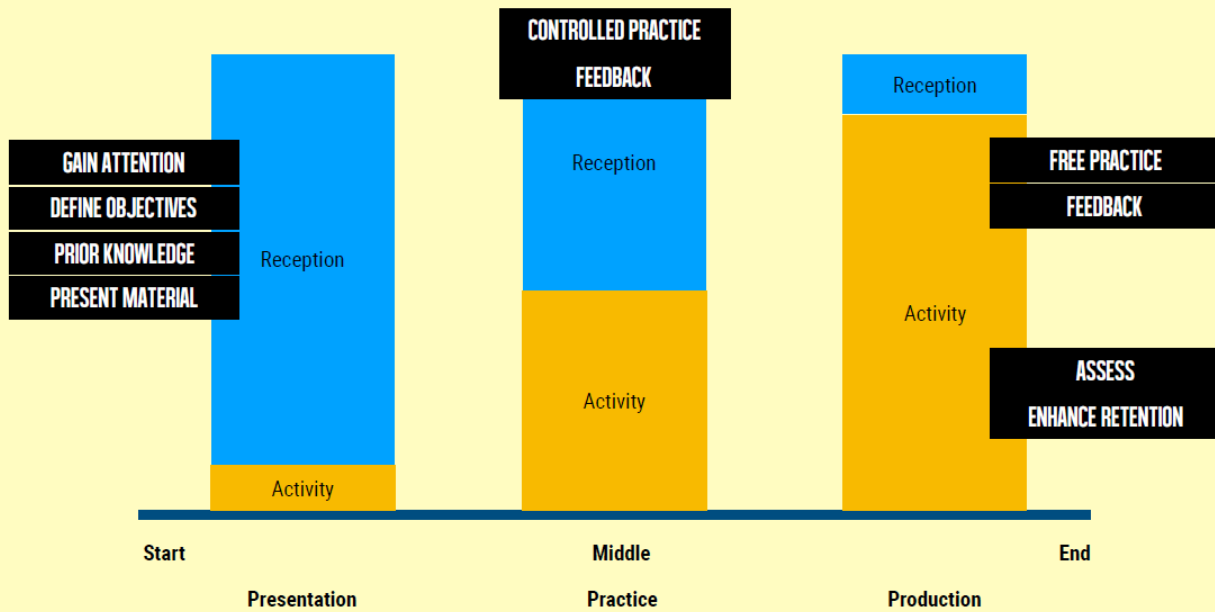 CONTROLLED PRACTICE
FEEDBACK
Reception
GAIN ATTENTION
DEFINE OBJECTIVES
PRIOR KNOWLEDGE
PRESENT MATERIAL
Reception
Activity
Reception
Activity
FREE PRACTICE
FEEDBACK
Activity
ASSESS
ENHANCE RETENTION
Start
Middle
End
Presentation
Practice
Production